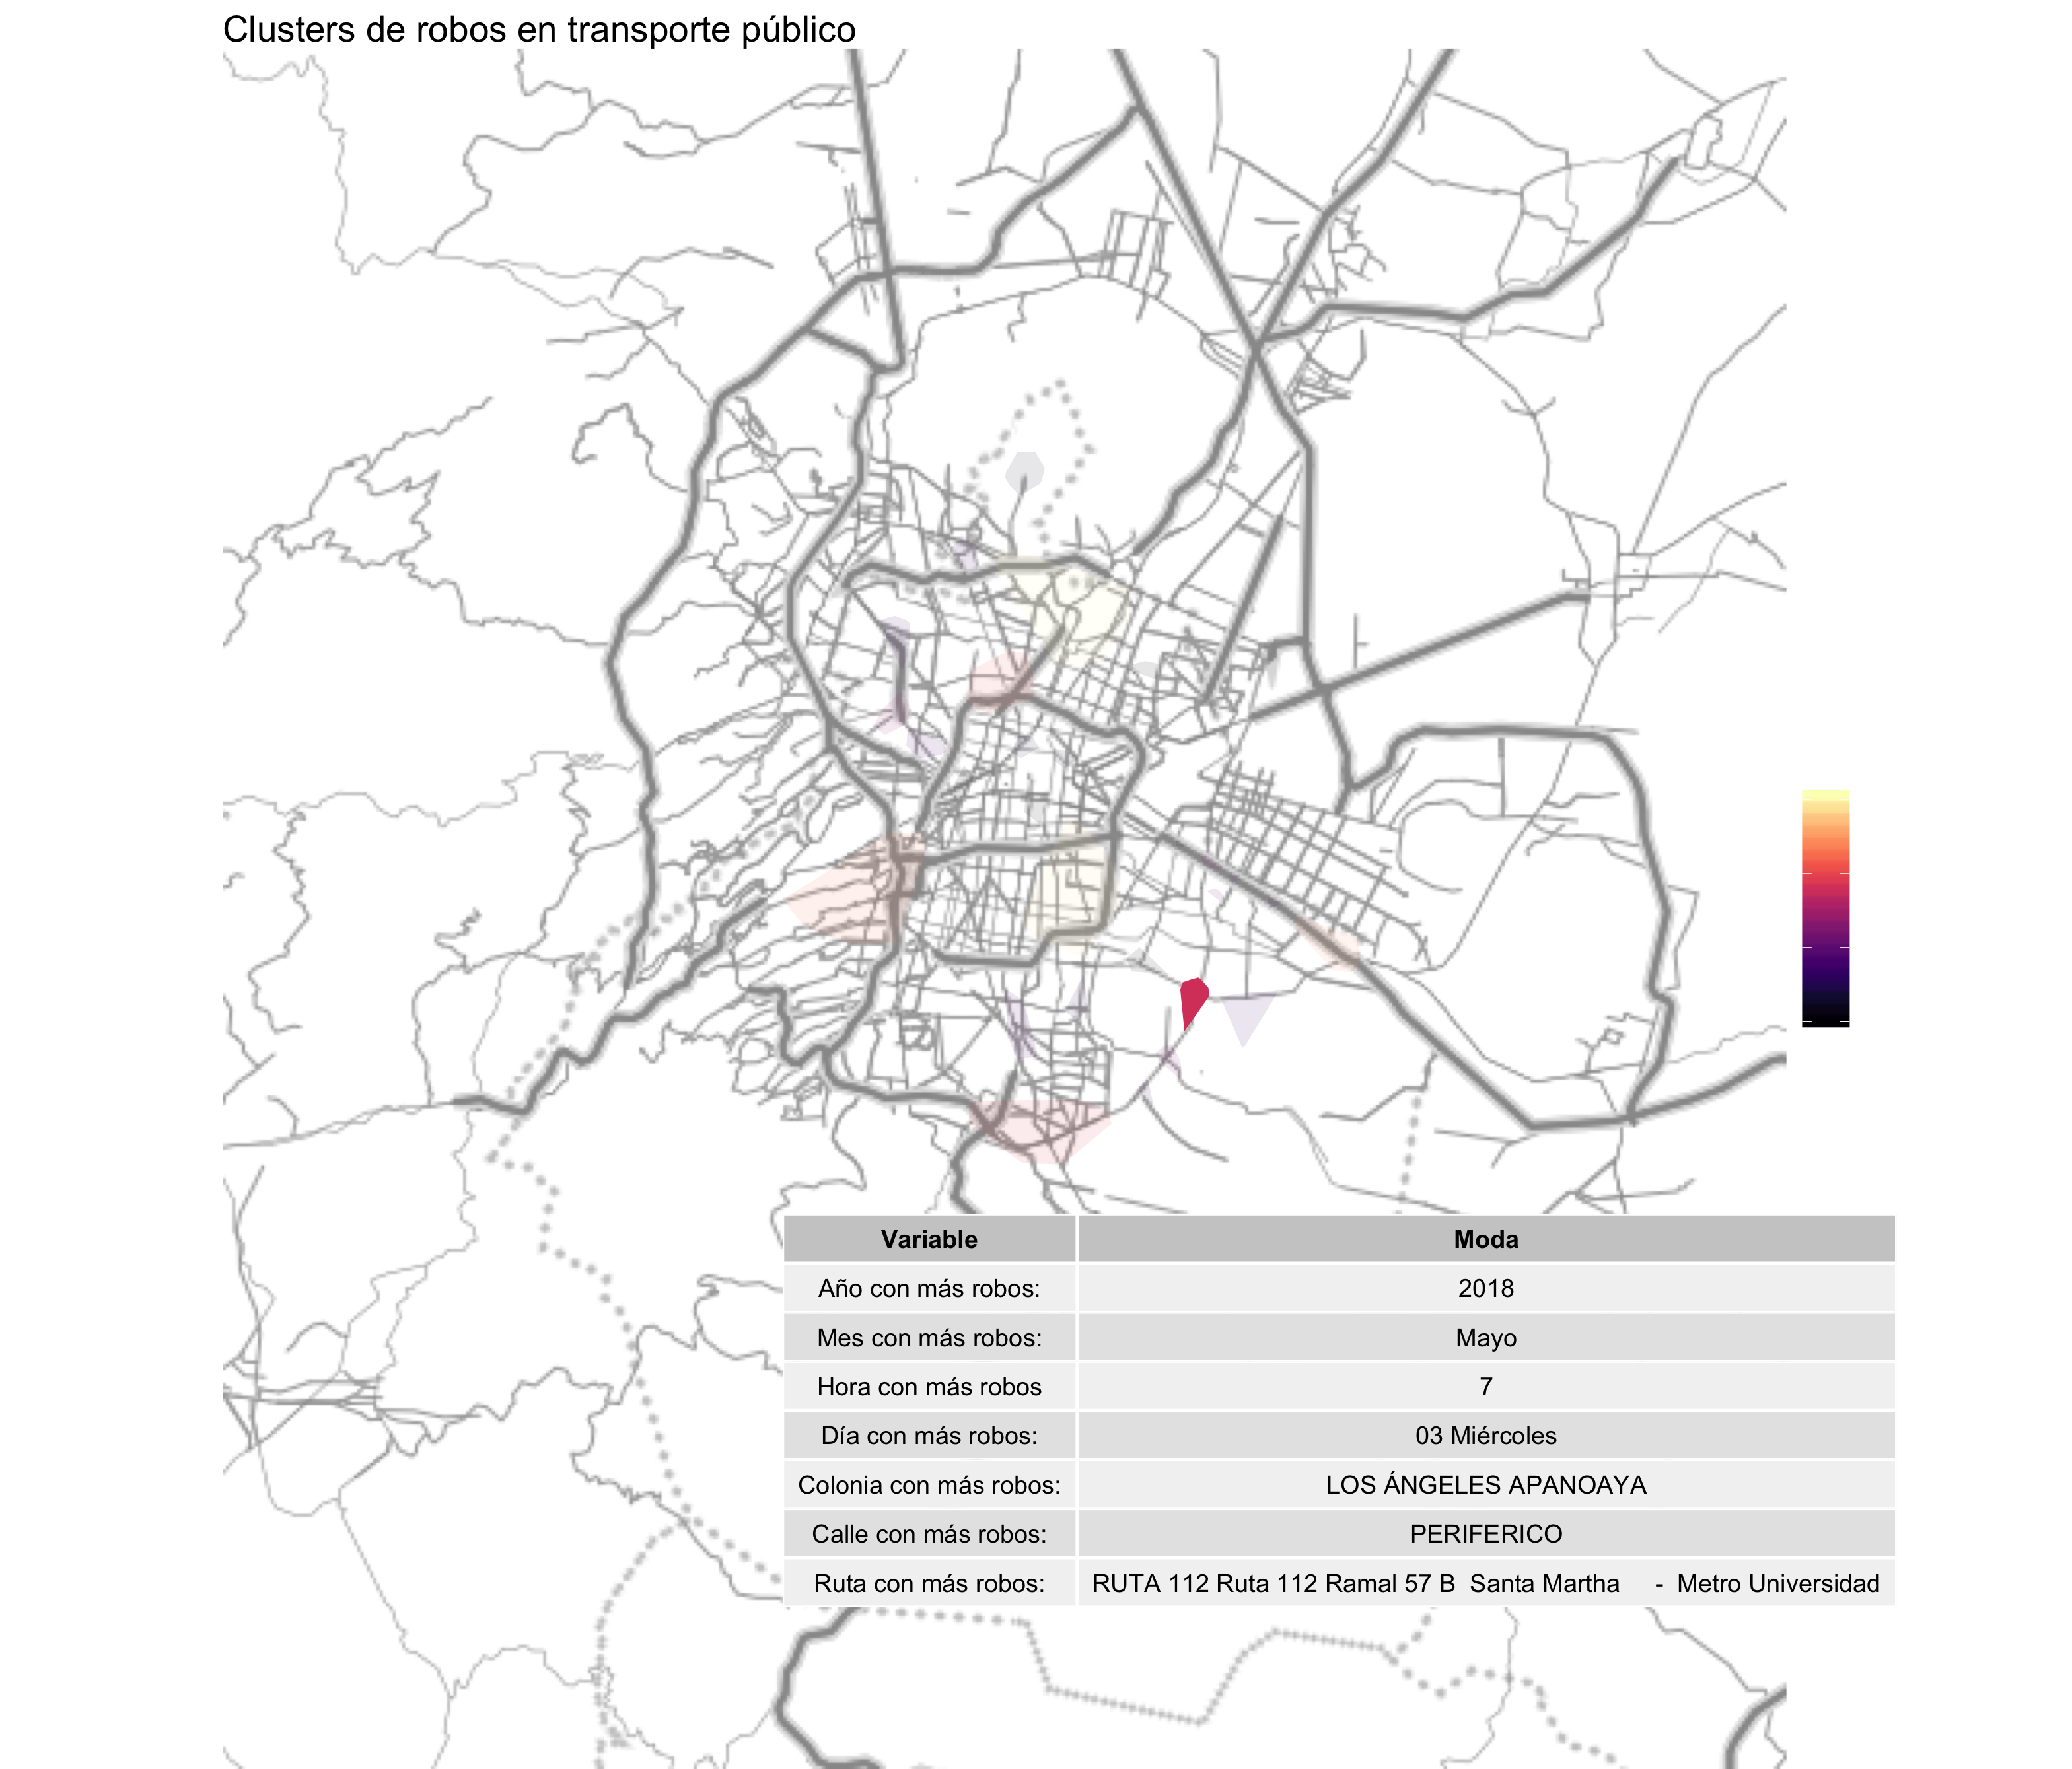 Clusters de robos en transporte público
Variable Moda
Año con más robos: 2018
Mes con más robos: Mayo
Hora con más robos 7
Día con más robos: 03 Miércoles
Colonia con más robos: LOS ÁNGELES APANOAYA
Calle con más robos: PERIFERICO
Ruta con más robos: RUTA 112 Ruta 112 Ramal 57 B  Santa Martha     -  Metro Universidad